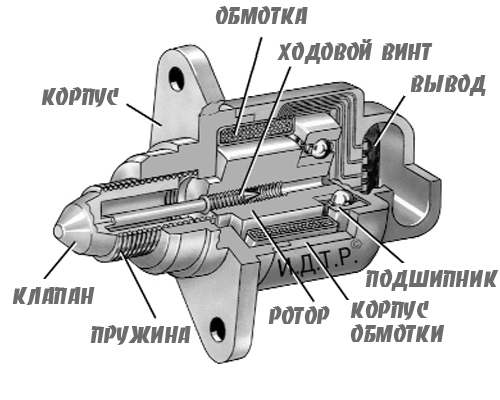 ОБМОТКА
ХОДОВОЙ ВИНТ
ВЫВОД
КОРПУС
И.Д.Т.Р.©
КЛАПАН
ПРУЖИНА
РОТОР
КОРПУС
ОБМОТКИ
ПОДШИПНИК